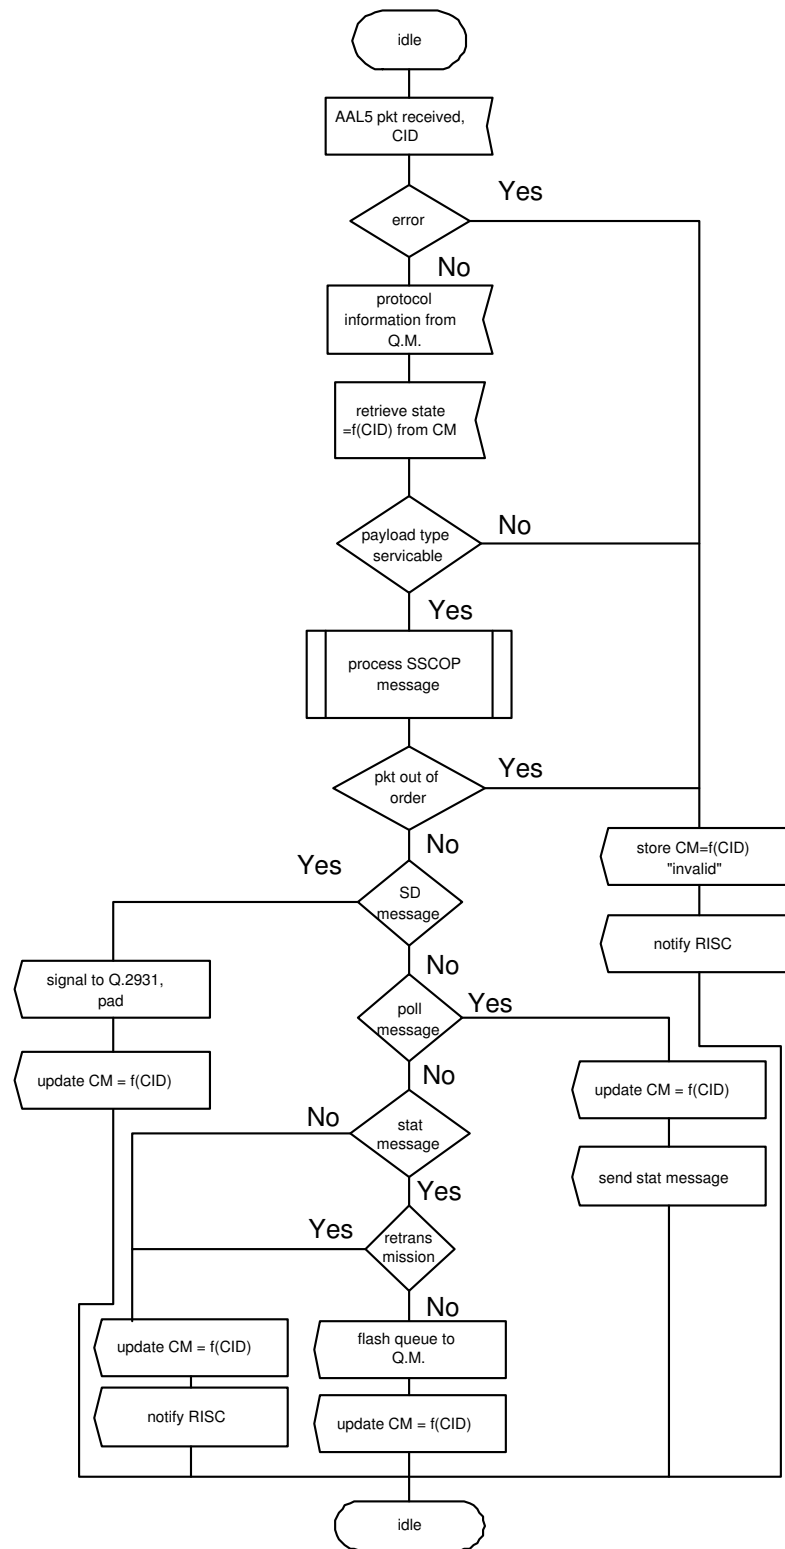 idle
AAL5 pkt received,
CID
Yes
error
No
protocol
information from
Q.M.
retrieve state
=f(CID) from CM
No
payload type
servicable
Yes
process SSCOP
message
Yes
pkt out of
order
No
store CM=f(CID)
"invalid"
Yes
SD
message
notify RISC
No
signal to Q.2931,
pad
Yes
poll
message
No
update CM = f(CID)
update CM = f(CID)
No
stat
message
send stat message
Yes
Yes
retrans
mission
No
update CM = f(CID)
flash queue to
Q.M.
notify RISC
update CM = f(CID)
idle